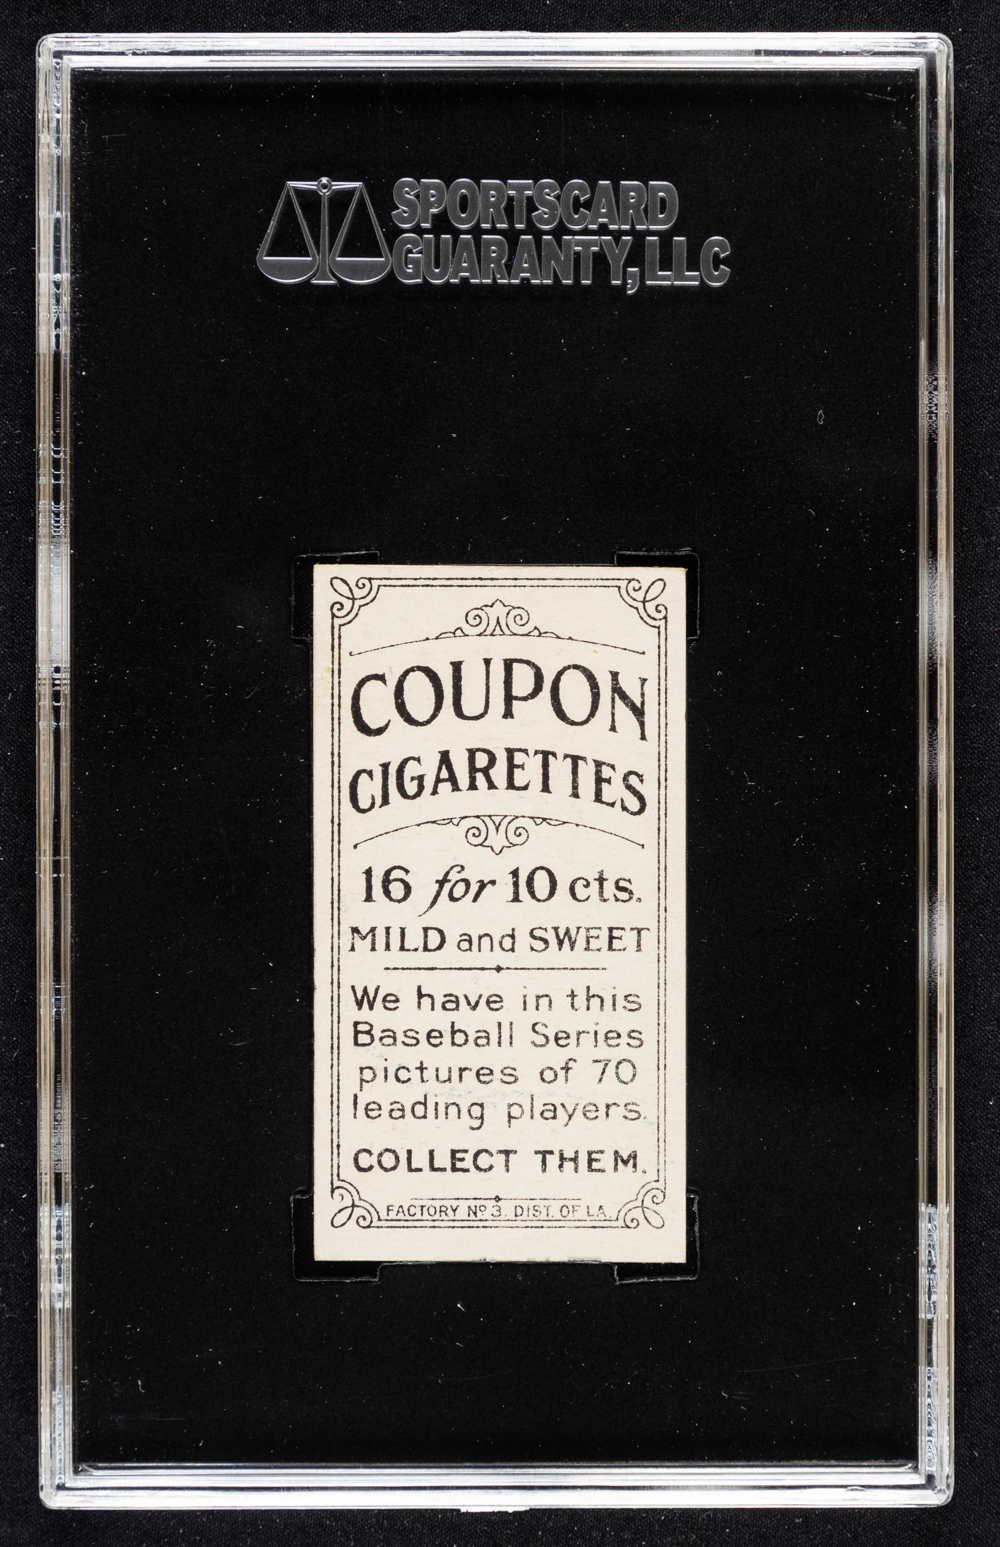 SPORTSCARD
GUARANTY, LLC
COUPON
CIGARETTES
16 for 10 cts.
MILD and SWEET
We have in this
Baseball Series
pictures of 70
leading players.
COLLECT THEM.
FACTORY Nº 3. DIST. OF LA.